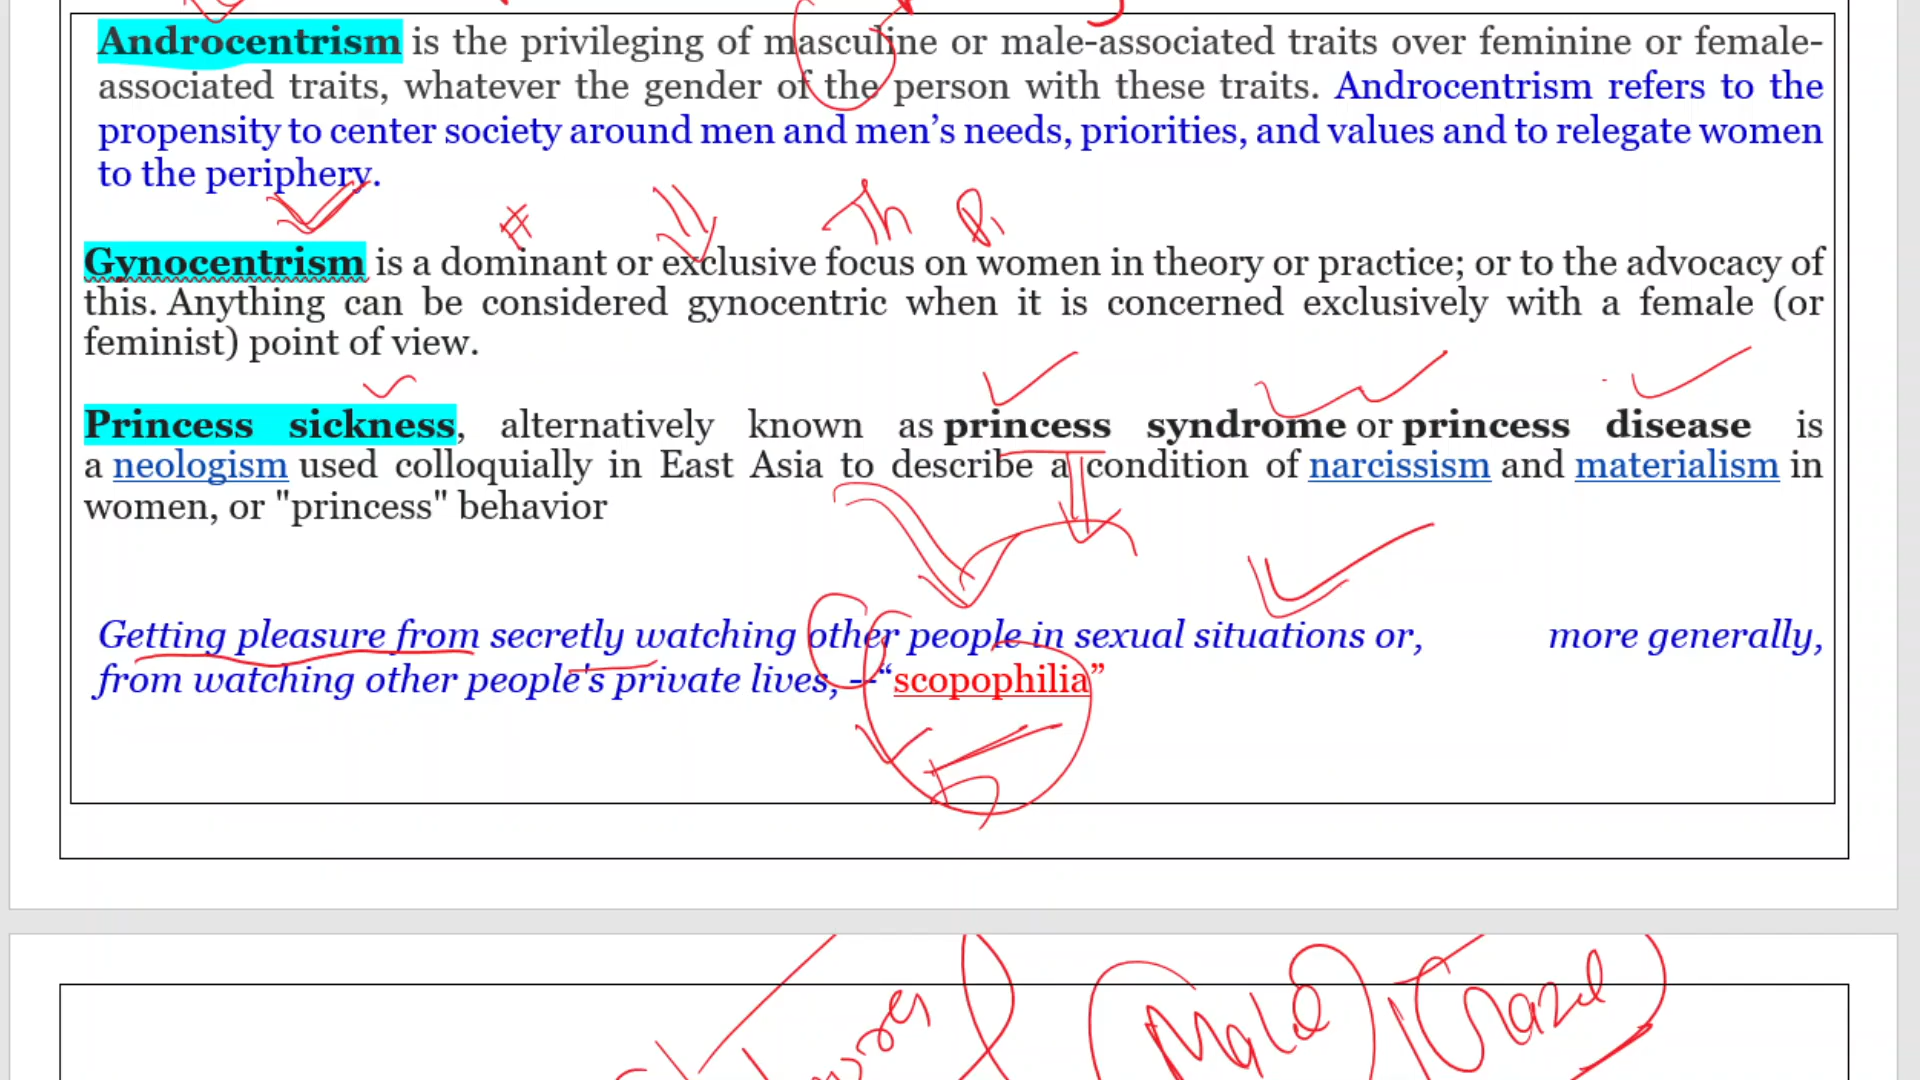 Androcentrism is the privileging of masculine or male-associated traits over feminine or female-
associated traits, whatever the gender of the person with these traits. Androcentrism refers to the
propensity to center society around men and men’s needs, priorities, and values and to relegate women
to the periphery.
Th &
Gynocentrism is a dominant or exclusive focus on women in theory or practice; or to the advocacy of
this. Anything can be considered gynocentric when it is concerned exclusively with a female (or
feminist) point of view.
Princess sickness, alternatively known as princess syndrome or princess disease is
a neologism used colloquially in East Asia to describe a condition of narcissism and materialism in
women, or "princess" behavior
Getting pleasure from secretly watching other people in sexual situations or, more generally,
from watching other people's private lives, --“scopophilia”
Male Gaze